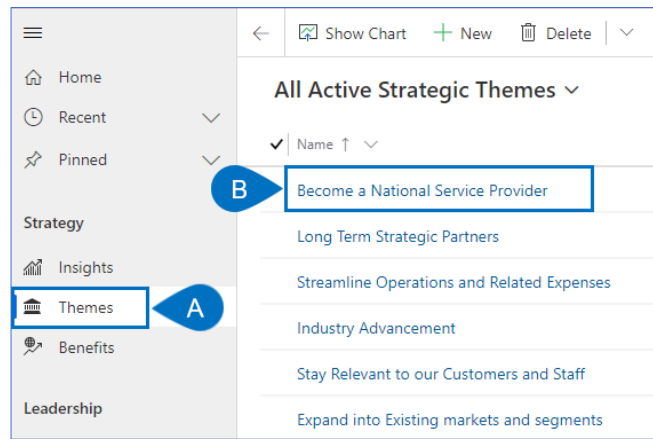 Show Chart
New
Delete
Home
Recent
Pinned
Strategy
Insights
Themes
A
Benefits
Leadership
All Active Strategic Themes
Name ↑
B
Become a National Service Provider
Long Term Strategic Partners
Streamline Operations and Related Expenses
Industry Advancement
Stay Relevant to our Customers and Staff
Expand into Existing markets and segments